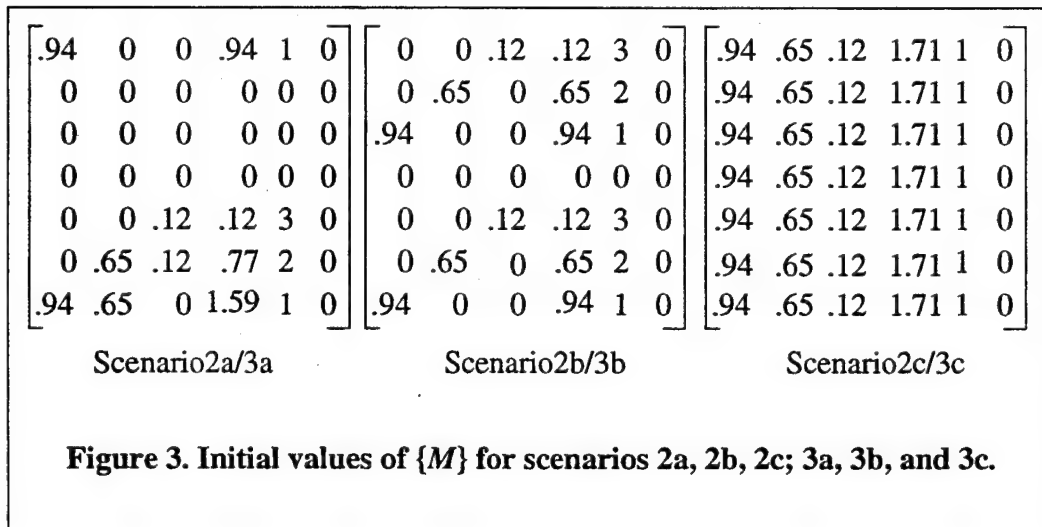 .94 0 0 .94 1 0 0 0 .12 .12 3 0 .94 .65 .12 1.71 1 0
0 0 0 0 0 0 0 .65 0 .65 2 0 .94 .65 .12 1.71 1 0
0 0 0 0 0 0 .94 0 0 .94 1 0 .94 .65 .12 1.71 1 0
0 0 0 0 0 0 0 0 0 0 0 0 .94 .65 .12 1.71 1 0
0 0 .12 .12 3 0 0 0 .12 .12 3 0 .94 .65 .12 1.71 1 0
0 .65 .12 .77 2 0 0 .65 0 .65 2 0 .94 .65 .12 1.71 1 0
.94 .65 0 1.59 1 0 .94 0 0 .94 1 0 .94 .65 .12 1.71 1 0
Scenario2a/3a Scenario2b/3b Scenario2c/3c
Figure 3. Initial values of {M} for scenarios 2a, 2b, 2c; 3a, 3b, and 3c.